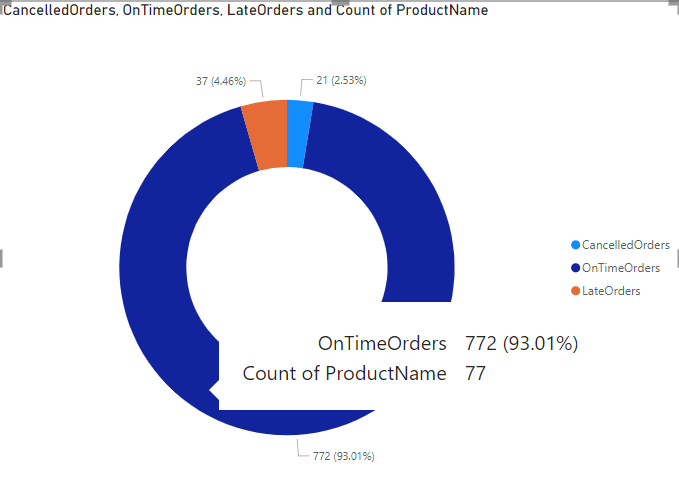 CancelledOrders, OnTimeOrders, LateOrders and Count of ProductName
37 (4.46%)
21 (2.53%)
CancelledOrders
OnTimeOrders
LateOrders
OnTimeOrders 772 (93.01%)
Count of ProductName 77
772 (93.01%)